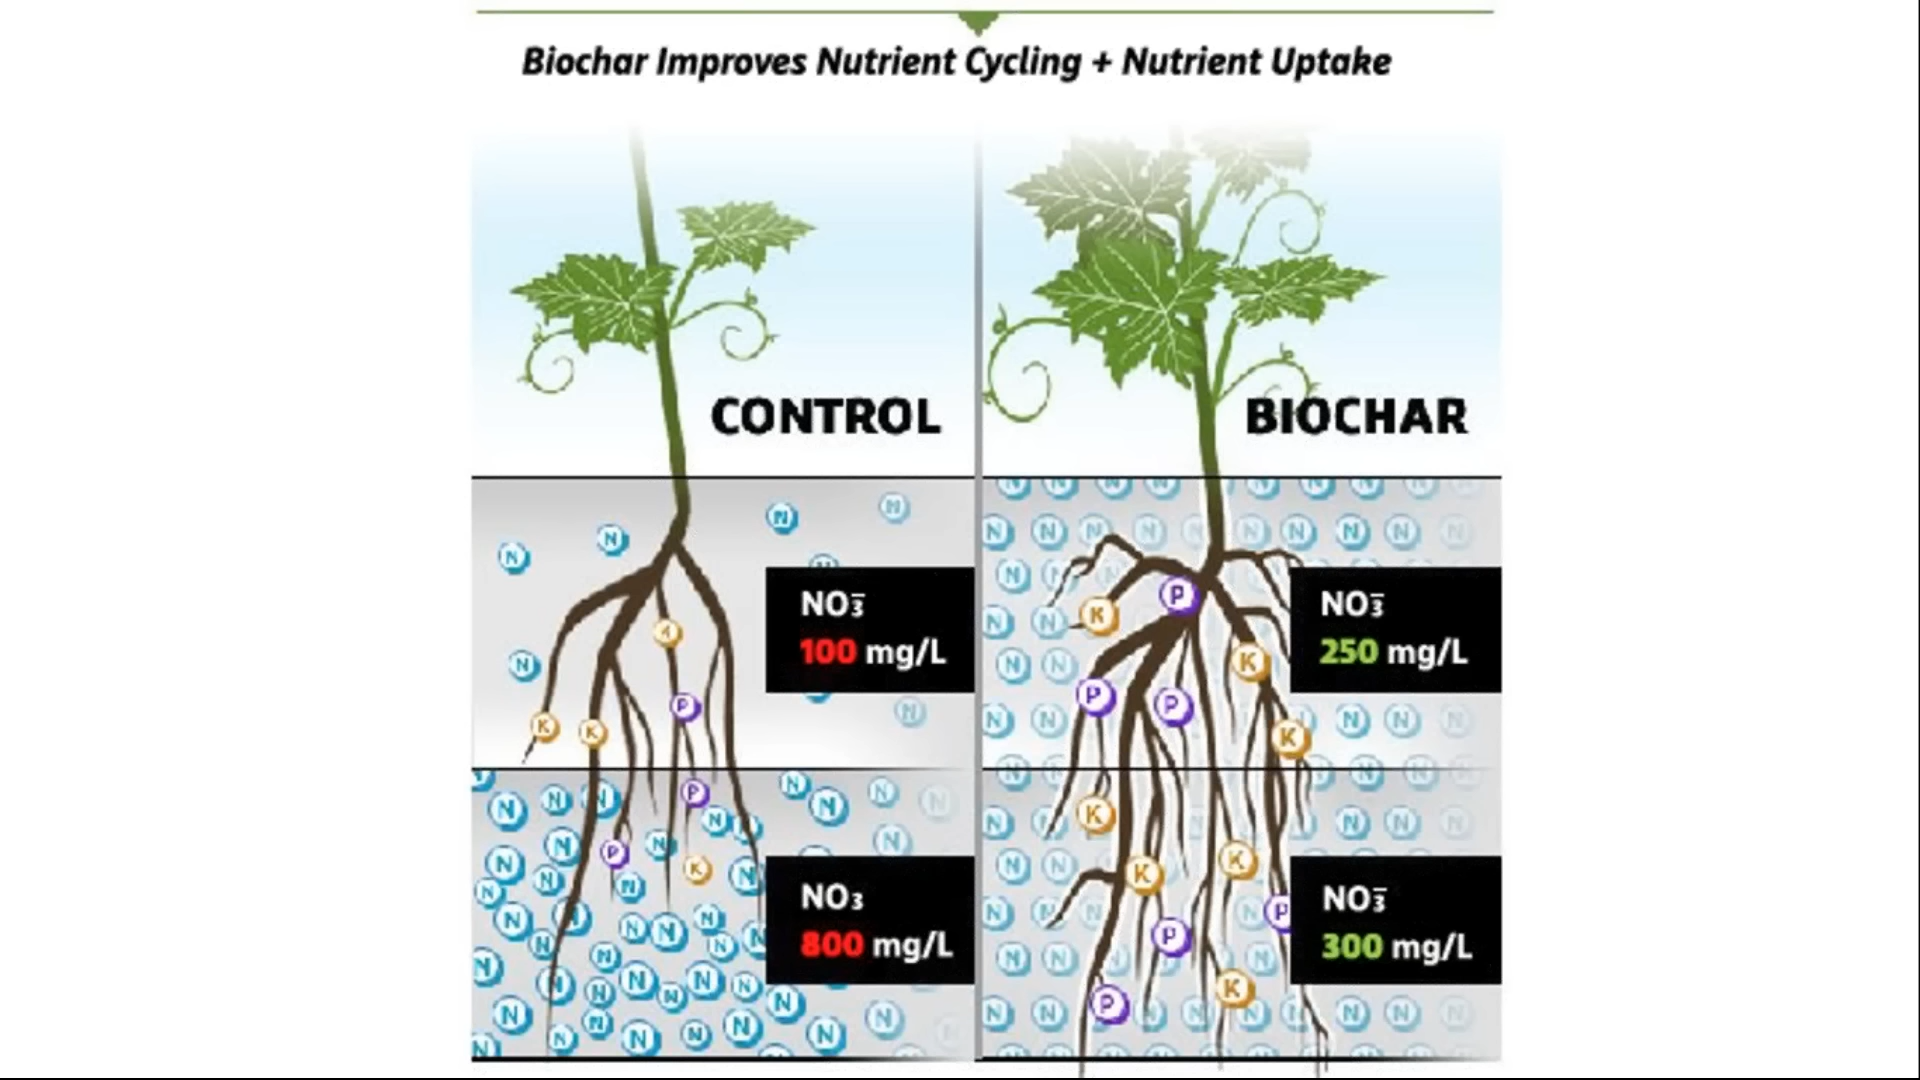 Biochar Improves Nutrient Cycling + Nutrient Uptake
CONTROL
BIOCHAR
NO₃̅
100 mg/L
NO₃̅
250 mg/L
NO₃
800 mg/L
NO₃̅
300 mg/L